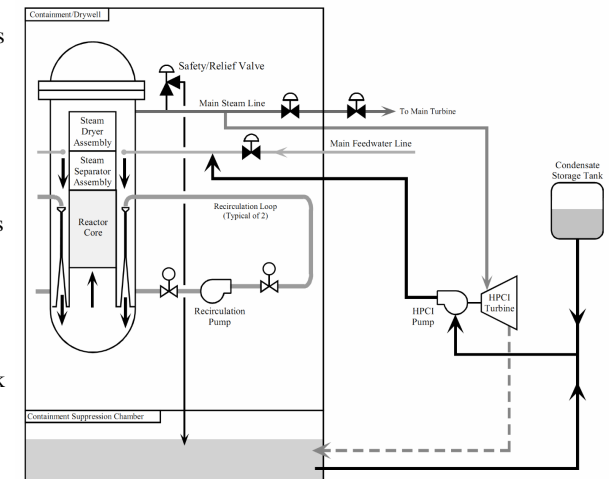 Containment/Drywell
Safety/Relief Valve
Main Steam Line
To Main Turbine
Steam
Dryer
Assembly
Main Feedwater Line
Steam
Separator
Assembly
Condensate
Storage Tank
Recirculation Loop
(Typical of 2)
Reactor
Core
HPCI
Turbine
HPCI
Pump
Recirculation
Pump
Containment Suppression Chamber
s
s
k